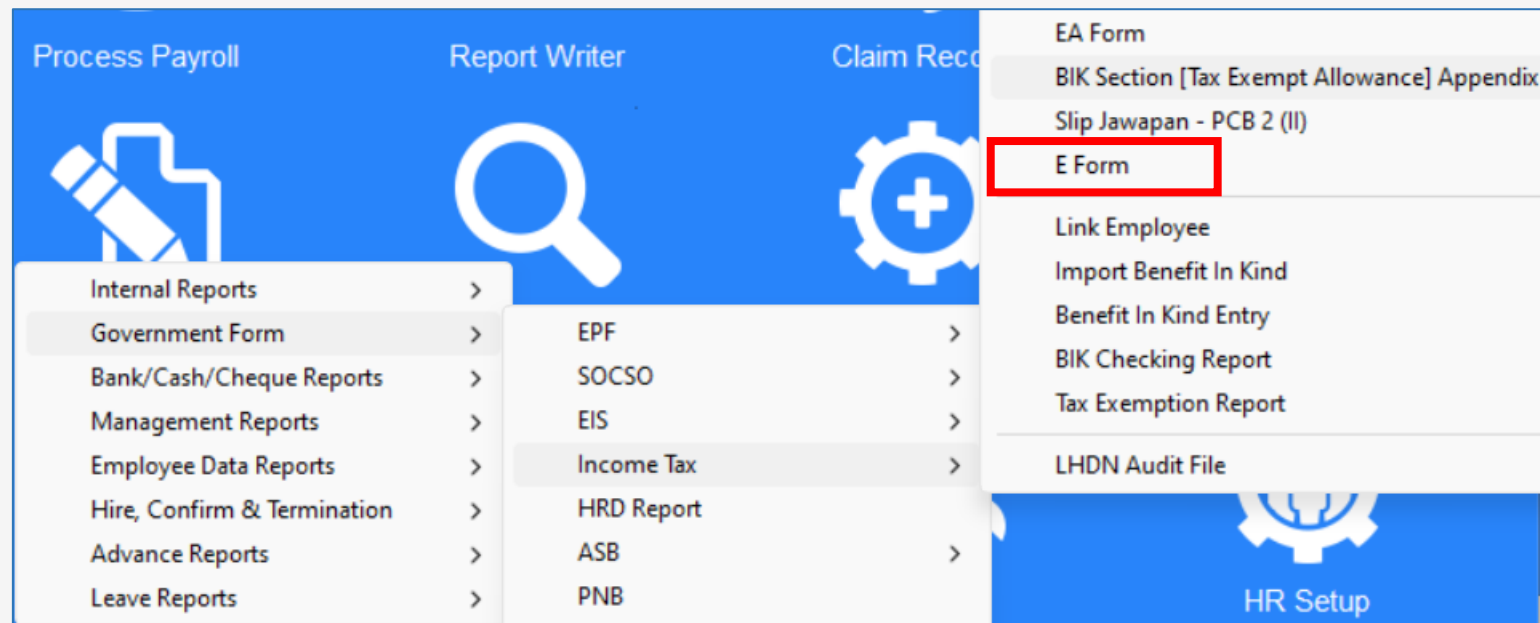 Process Payroll
Report Writer
Claim Reco
Internal Reports
Government Form
Bank/Cash/Cheque Reports
Management Reports
Employee Data Reports
Hire, Confirm & Termination
Advance Reports
Leave Reports
EPF
SOCSO
EIS
Income Tax
HRD Report
ASB
PNB
EA Form
BIK Section [Tax Exempt Allowance] Appendix
Slip Jawapan - PCB 2 (II)
E Form
Link Employee
Import Benefit In Kind
Benefit In Kind Entry
BIK Checking Report
Tax Exemption Report
LHDN Audit File
HR Setup